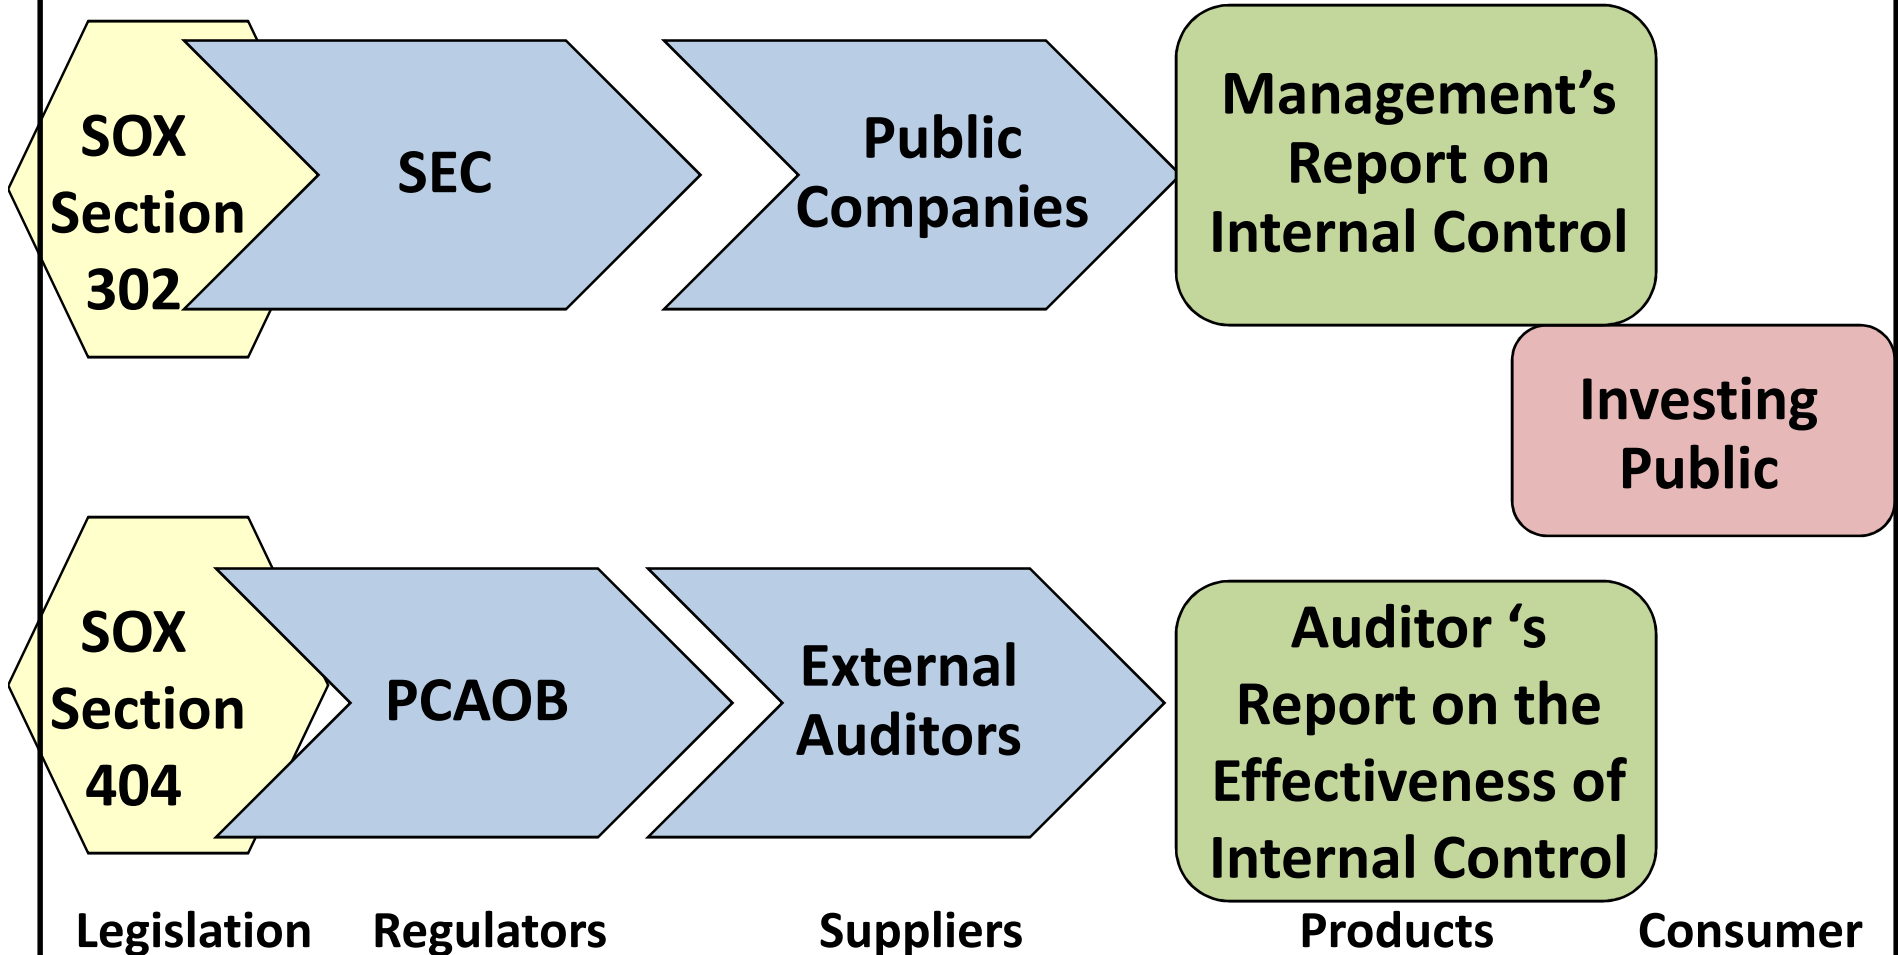 SOX
Section
302
SEC
Public
Companies
Management’s
Report on
Internal Control
Investing
Public
SOX
Section
404
PCAOB
External
Auditors
Auditor ‘s
Report on the
Effectiveness of
Internal Control
Legislation
Regulators
Suppliers
Products
Consumer